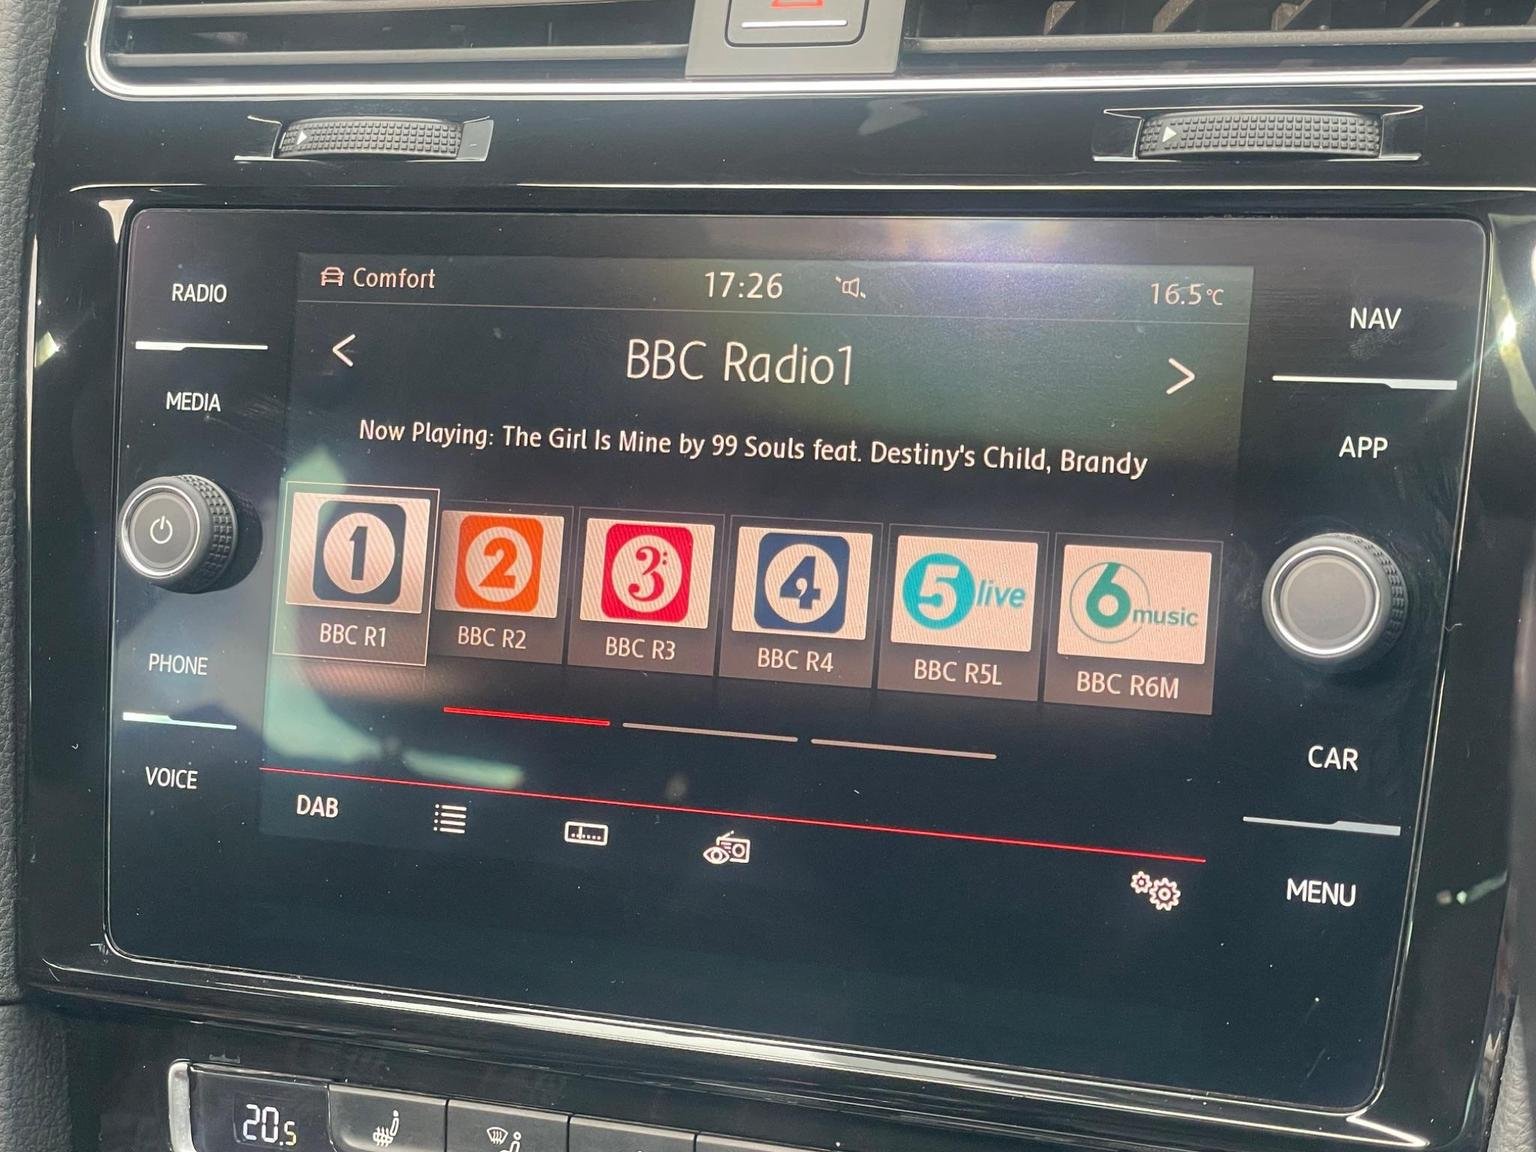 Comfort 17:26 16.5°C
RADIO
NAV
BBC Radio1
MEDIA
APP
Now Playing: The Girl Is Mine by 99 Souls feat. Destiny's Child, Brandy
1 2 3 4 5 live 6 music
BBC R1 BBC R2 BBC R3 BBC R4 BBC R5L BBC R6M
PHONE
CAR
VOICE
DAB
MENU
20.5